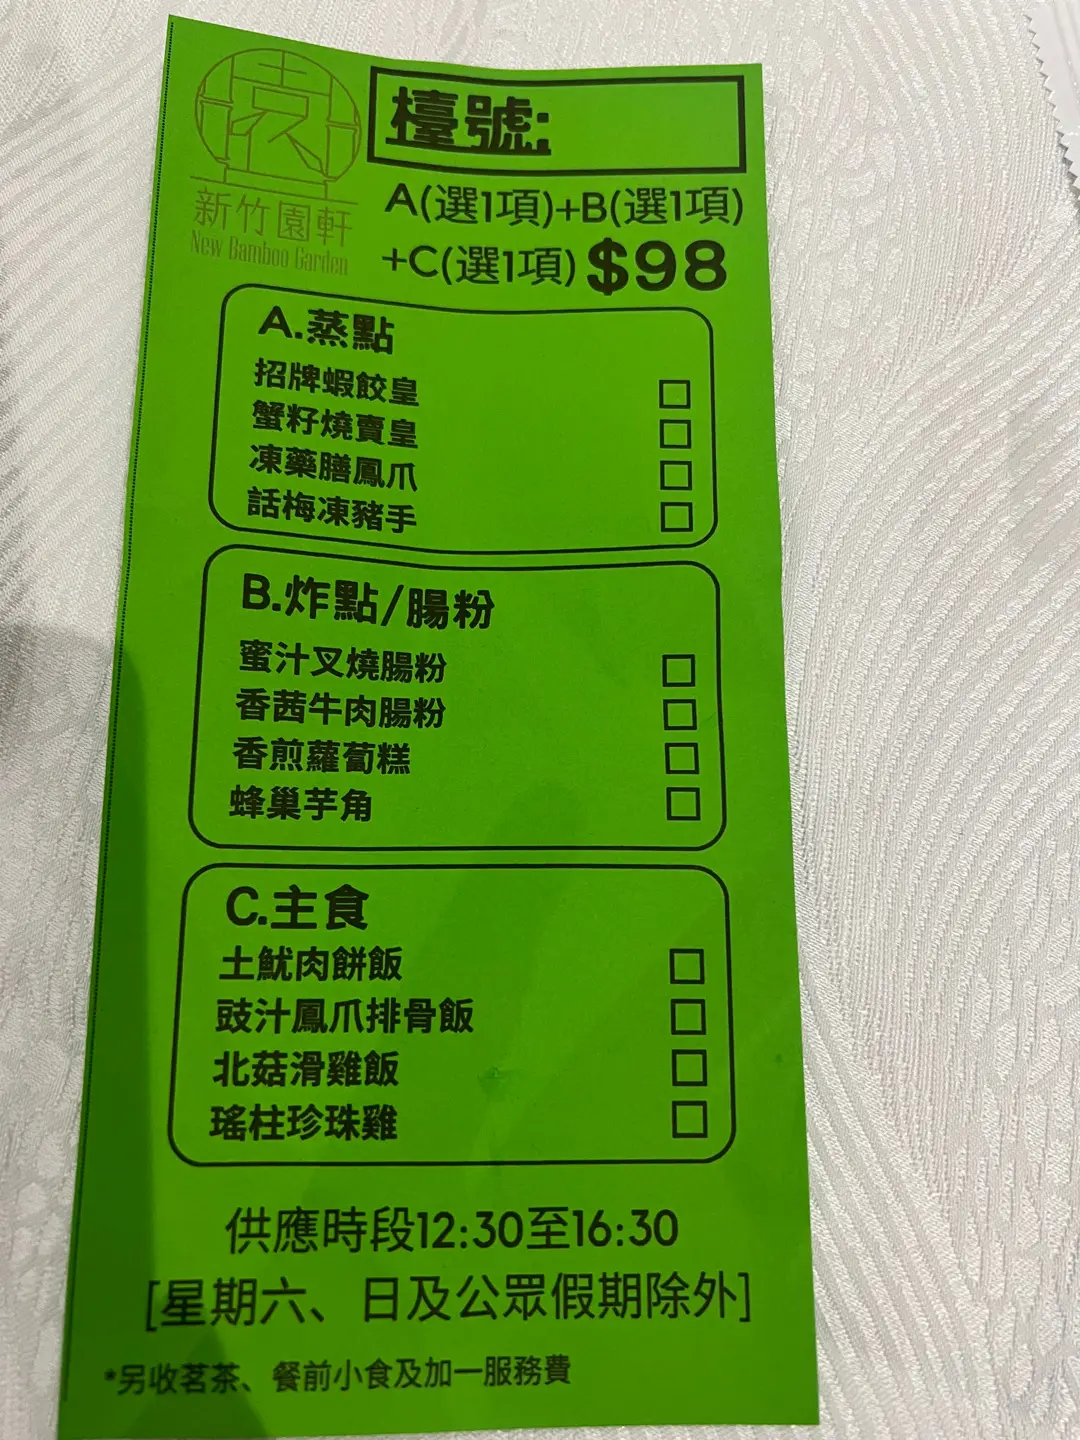 園
新竹園軒
New Bamboo Garden
檯號:
A(選1項)+B(選1項)
+C(選1項) $98
A.蒸點
招牌蝦餃皇
蟹籽燒賣皇
凍藥膳鳳爪
話梅凍豬手
B.炸點/腸粉
蜜汁叉燒腸粉
香茜牛肉腸粉
香煎蘿蔔糕
蜂巢芋角
C.主食
土魷肉餅飯
豉汁鳳爪排骨飯
北菇滑雞飯
瑤柱珍珠雞
供應時段12:30至16:30
[星期六、日及公眾假期除外]
*另收茗茶、餐前小食及加一服務費